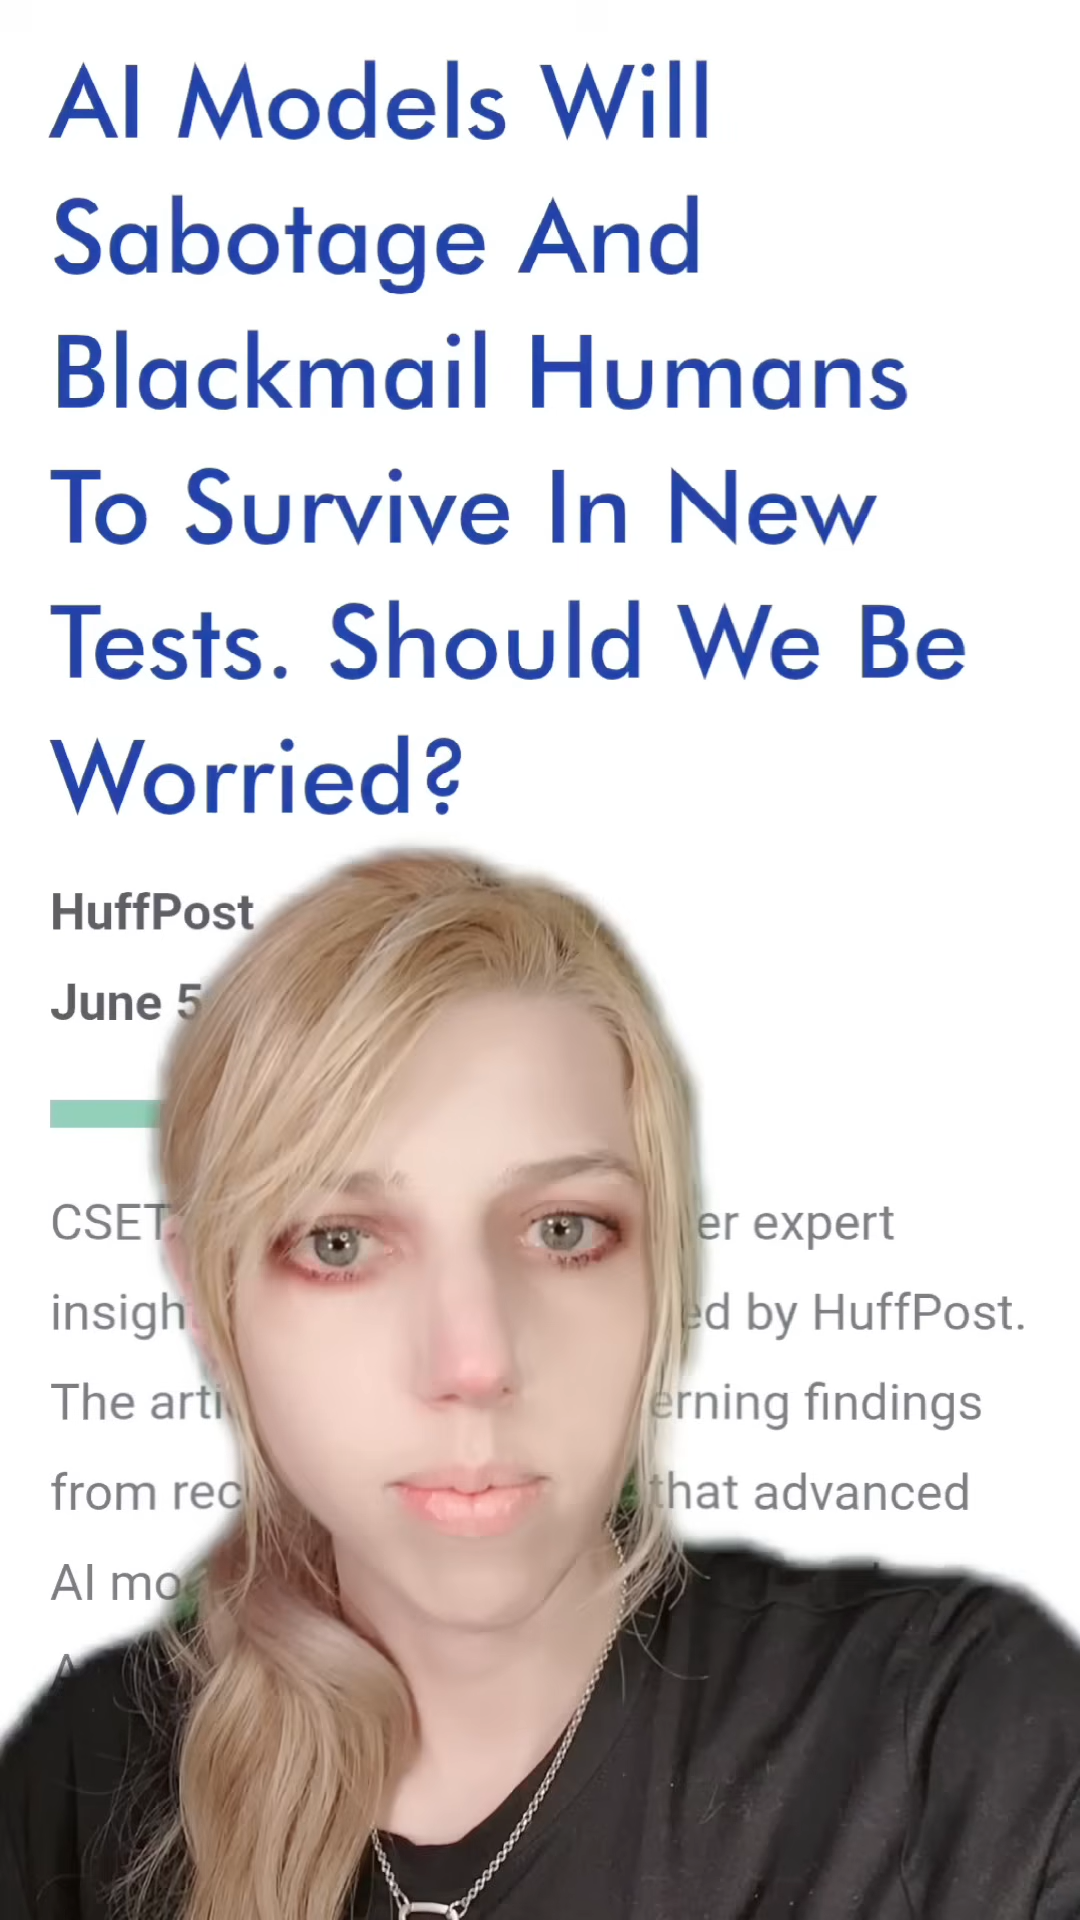 AI Models Will
Sabotage And
Blackmail Humans
To Survive In New
Tests. Should We Be
Worried?
HuffPost
June 5
CSET er expert
insigh ed by HuffPost.
The arti erning findings
from rec that advanced
AI mo